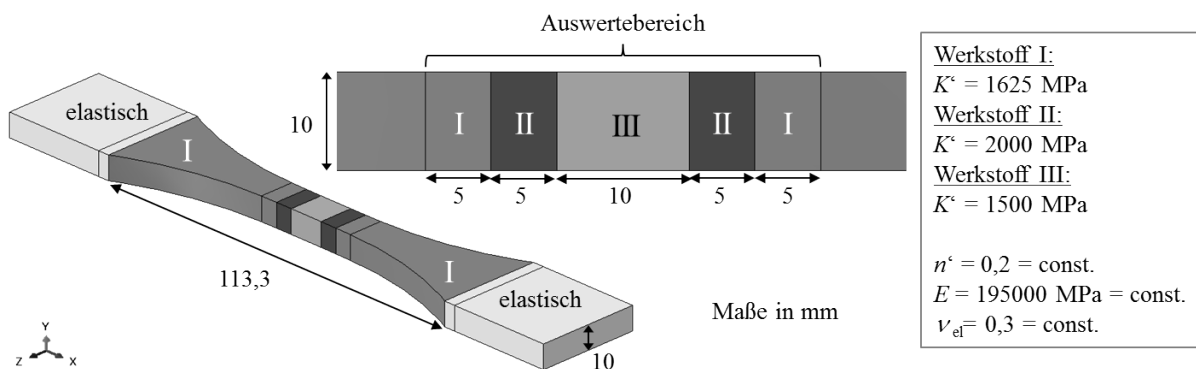 Auswertebereich
elastisch
I
10
I
II
III
II
I
5
5
10
5
5
113,3
I
elastisch
10
Maße in mm
Y
Z
X
Werkstoff I:
K‘ = 1625 MPa
Werkstoff II:
K‘ = 2000 MPa
Werkstoff III:
K‘ = 1500 MPa
n‘ = 0,2 = const.
E = 195000 MPa = const.
νel= 0,3 = const.